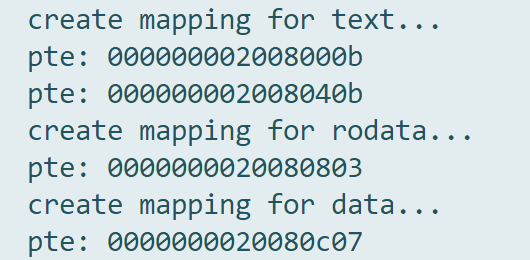 create mapping for text...
pte: 000000002008000b
pte: 000000002008040b
create mapping for rodata...
pte: 0000000020080803
create mapping for data...
pte: 0000000020080c07